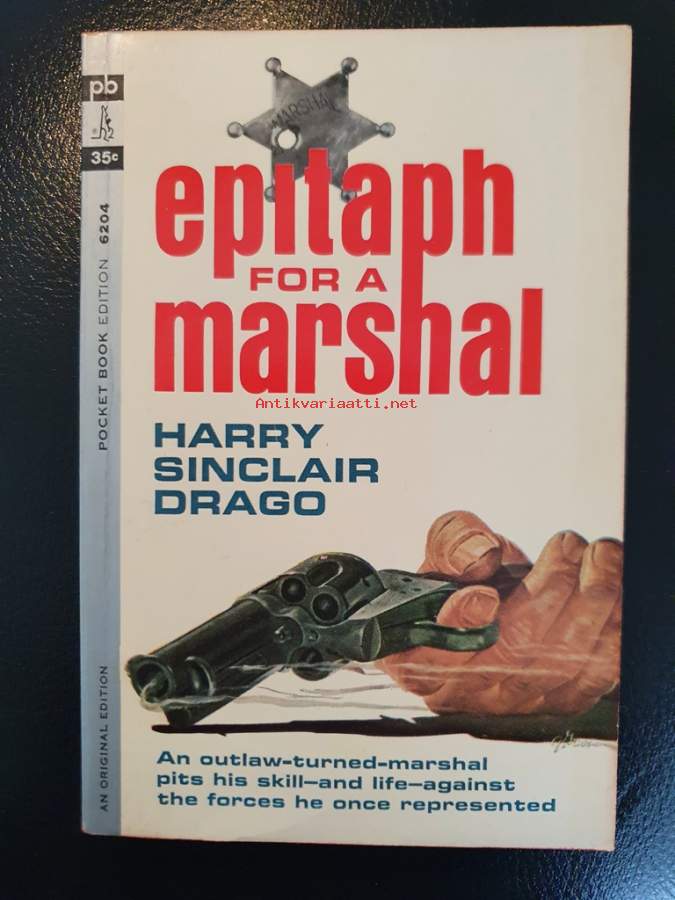 pb
35¢
POCKET BOOK EDITION 6204
AN ORIGINAL EDITION
MARSHAL
epitaph
FOR A
marshal
Antikvariaatti.net
HARRY
SINCLAIR
DRAGO
An outlaw-turned-marshal
pits his skill—and life—against
the forces he once represented